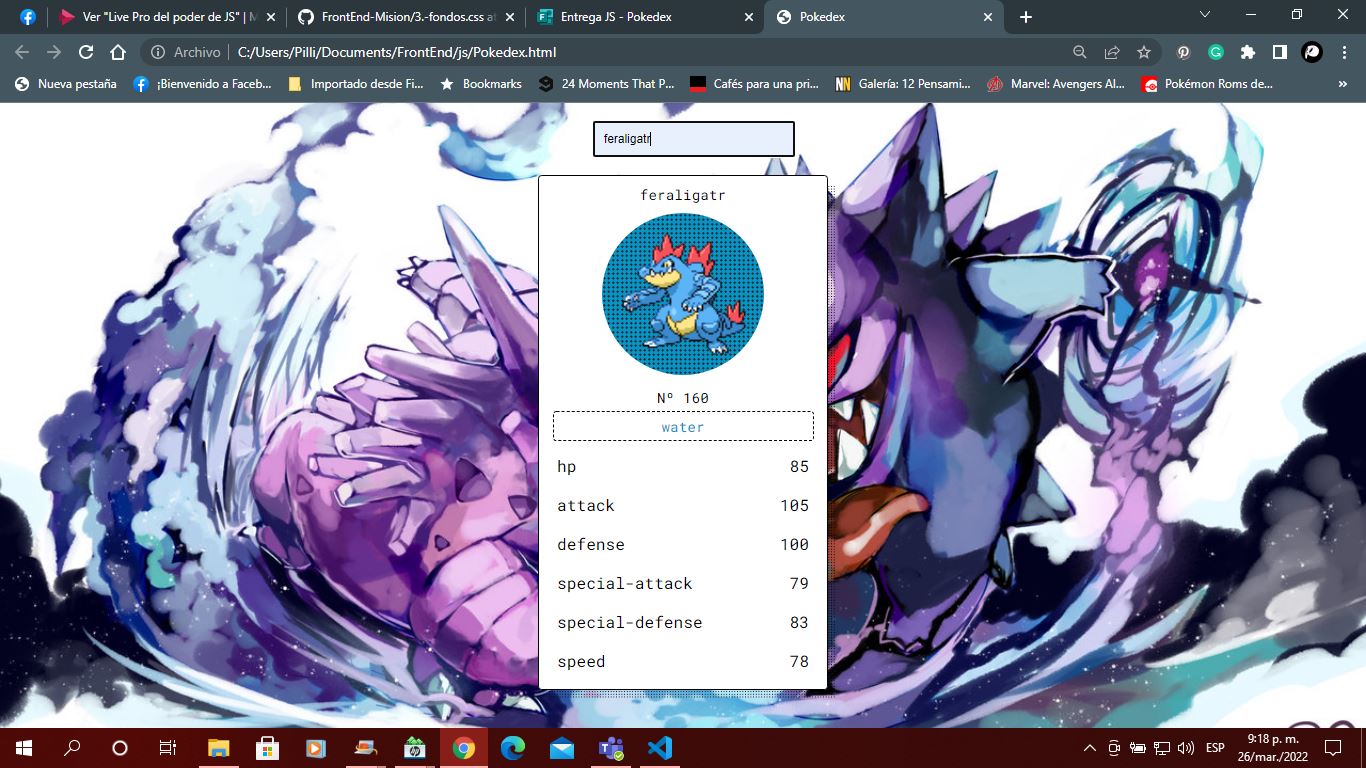 Ver "Live Pro del poder de JS" | M
FrontEnd-Mision/3.-fondos.css at
Entrega JS - Pokedex
Pokedex
Archivo
C:/Users/Pilli/Documents/FrontEnd/js/Pokedex.html
Nueva pestaña
¡Bienvenido a Faceb...
Importado desde Fi...
Bookmarks
24 Moments That P...
Cafés para una pri...
Galería: 12 Pensami...
Marvel: Avengers Al...
Pokémon Roms de...
»
feraligatr
feraligatr
Nº 160
water
hp 85
attack 105
defense 100
special-attack 79
special-defense 83
speed 78
ESP
9:18 p. m.
26/mar./2022